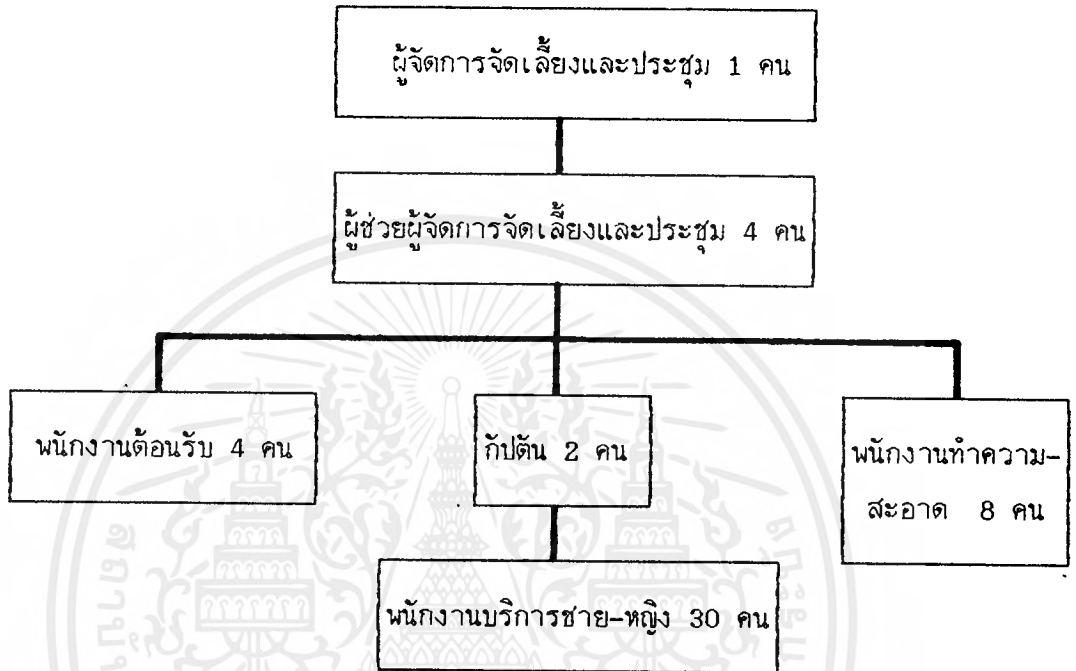 ผู้จัดการจัดเลี้ยงและประชุม 1 คน
ผู้ช่วยผู้จัดการจัดเลี้ยงและประชุม 4 คน
พนักงานต้อนรับ 4 คน
กัปตัน 2 คน
พนักงานทำความ-
สะอาด 8 คน
พนักงานบริการชาย-หญิง 30 คน